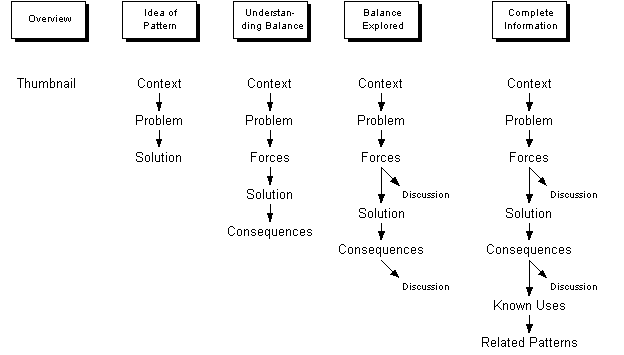 Overview
Idea of
Pattern
Understan-
ding Balance
Balance
Explored
Complete
Information
Thumbnail
Context
Problem
Solution
Context
Problem
Forces
Solution
Consequences
Context
Problem
Forces
Discussion
Solution
Consequences
Discussion
Context
Problem
Forces
Discussion
Solution
Consequences
Discussion
Known Uses
Related Patterns